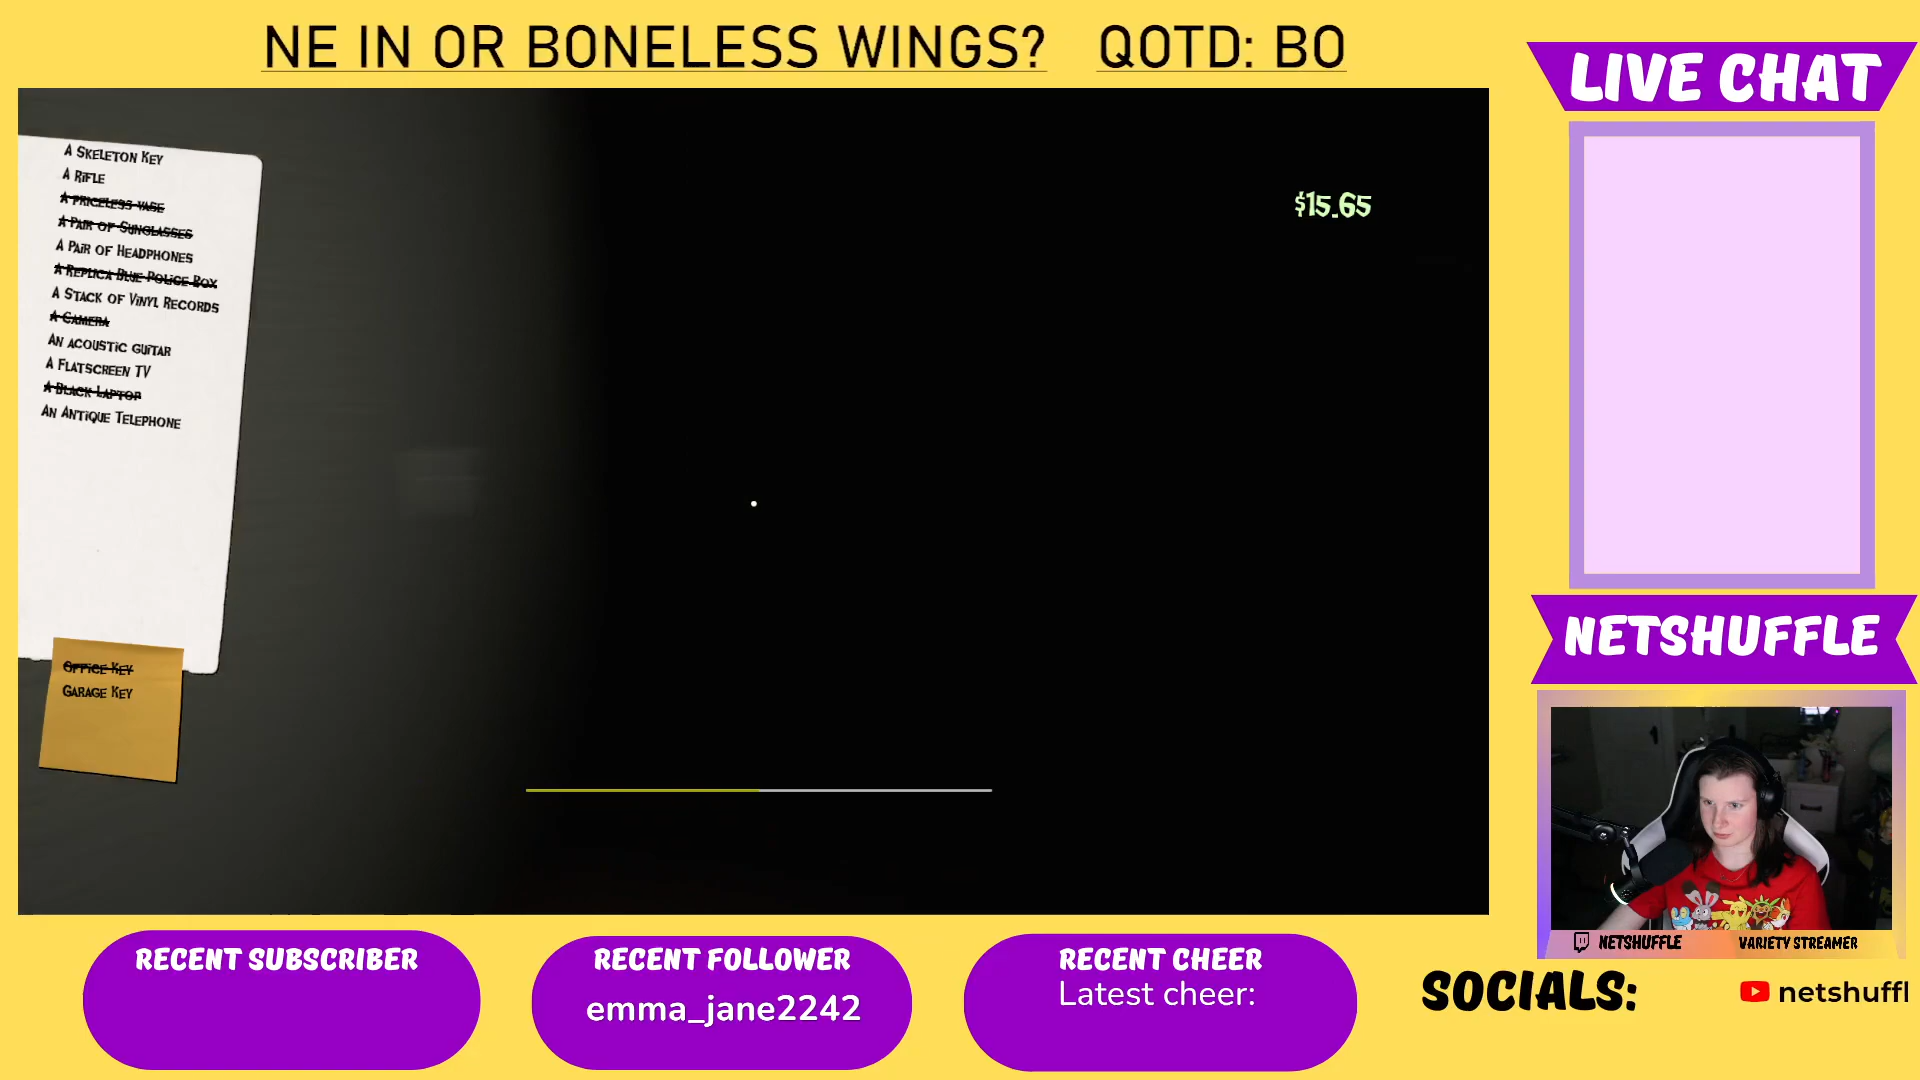 NE IN OR BONELESS WINGS? QOTD: BO
LIVE CHAT
A Skeleton Key
A Rifle
A priceless vase
A Pair of Sunglasses
A Pair of Headphones
A Replica Blue Police Box
A Stack of Vinyl Records
A Camera
An acoustic guitar
A Flatscreen TV
A Black Laptop
An Antique Telephone
$15.65
Office Key
Garage Key
NETSHUFFLE
NETSHUFFLE
VARIETY STREAMER
RECENT SUBSCRIBER
RECENT FOLLOWER
emma_jane2242
RECENT CHEER
Latest cheer:
SOCIALS:
netshuffl